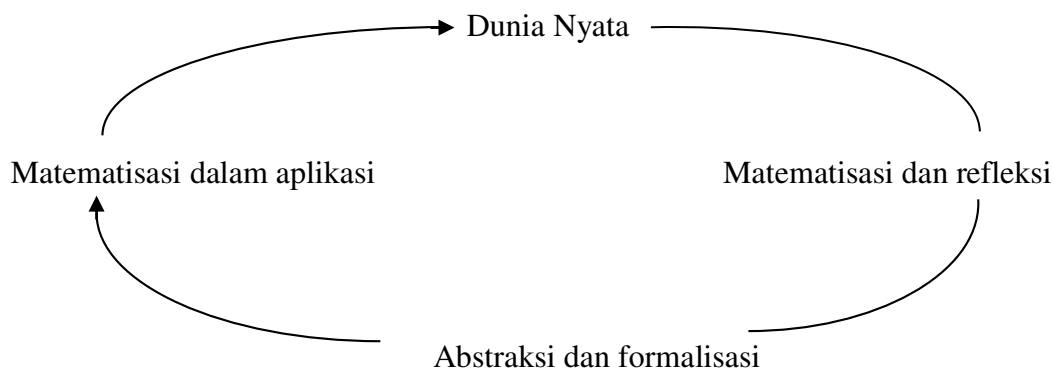 Dunia Nyata
Matematisasi dalam aplikasi
Matematisasi dan refleksi
Abstraksi dan formalisasi